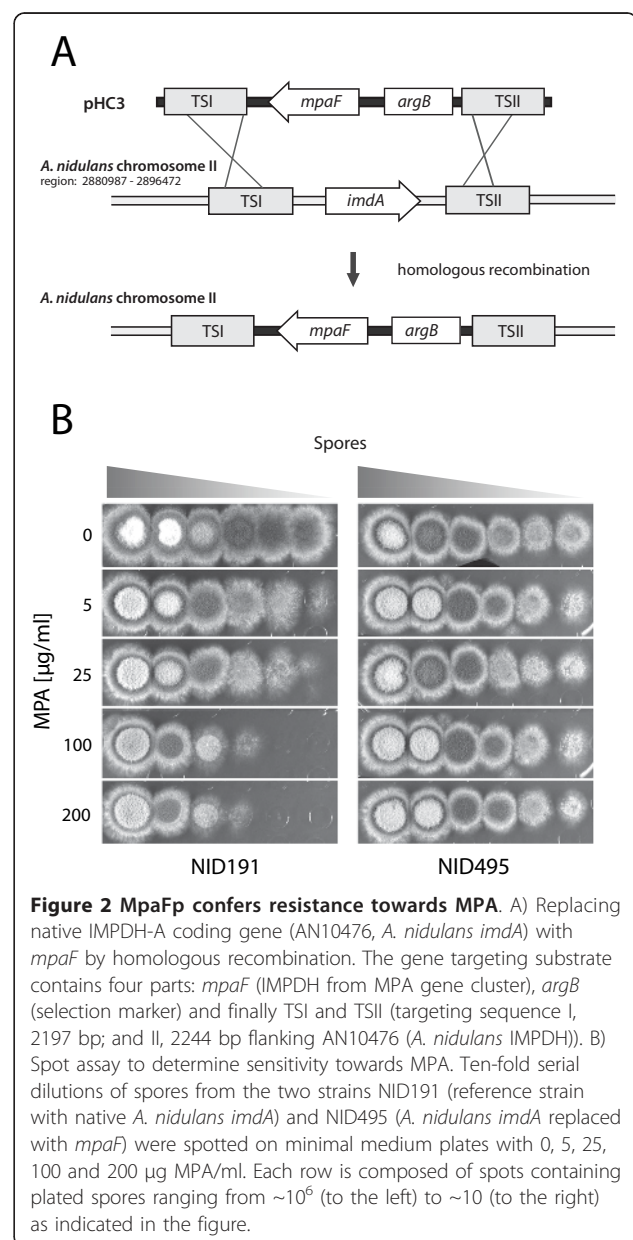 A
pHC3
TSI
mpaF
argB
TSII
A. nidulans chromosome II
region: 2880987 - 2896472
TSI
imdA
TSII
homologous recombination
A. nidulans chromosome II
TSI
mpaF
argB
TSII
B
Spores
MPA [µg/ml]
0
5
25
100
200
NID191
NID495
Figure 2 MpaFp confers resistance towards MPA. A) Replacing
native IMPDH-A coding gene (AN10476, A. nidulans imdA) with
mpaF by homologous recombination. The gene targeting substrate
contains four parts: mpaF (IMPDH from MPA gene cluster), argB
(selection marker) and finally TSI and TSII (targeting sequence I,
2197 bp; and II, 2244 bp flanking AN10476 (A. nidulans IMPDH)). B)
Spot assay to determine sensitivity towards MPA. Ten-fold serial
dilutions of spores from the two strains NID191 (reference strain
with native A. nidulans imdA) and NID495 (A. nidulans imdA replaced
with mpaF) were spotted on minimal medium plates with 0, 5, 25,
100 and 200 µg MPA/ml. Each row is composed of spots containing
plated spores ranging from ~10⁶ (to the left) to ~10 (to the right)
as indicated in the figure.